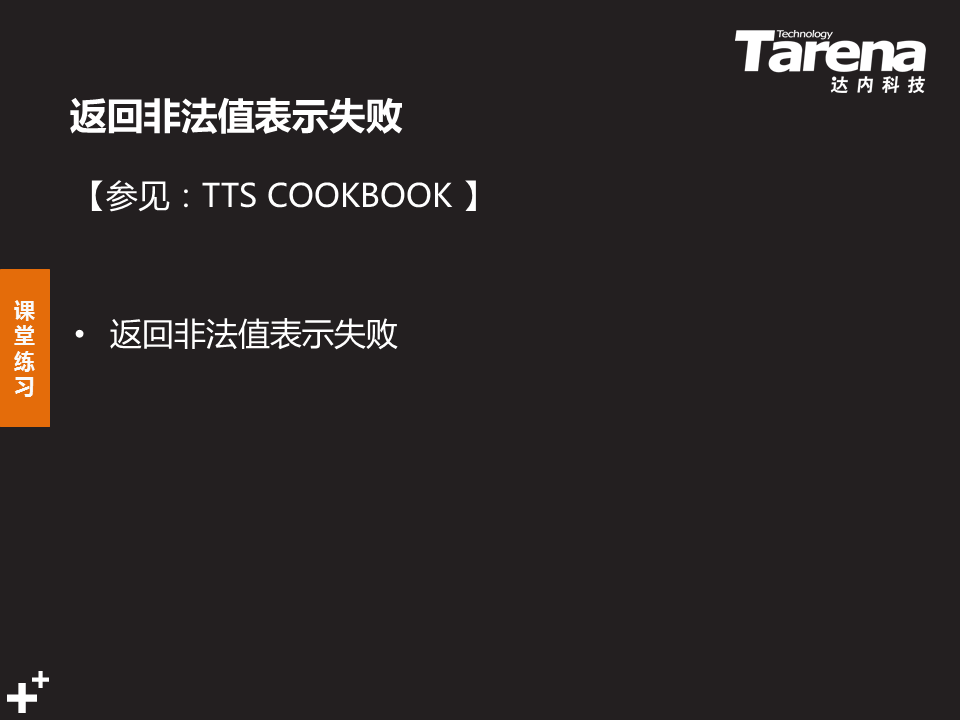 Technology
Tarena
达内科技
返回非法值表示失败
【参见：TTS COOKBOOK 】
课
堂
练
习
• 返回非法值表示失败